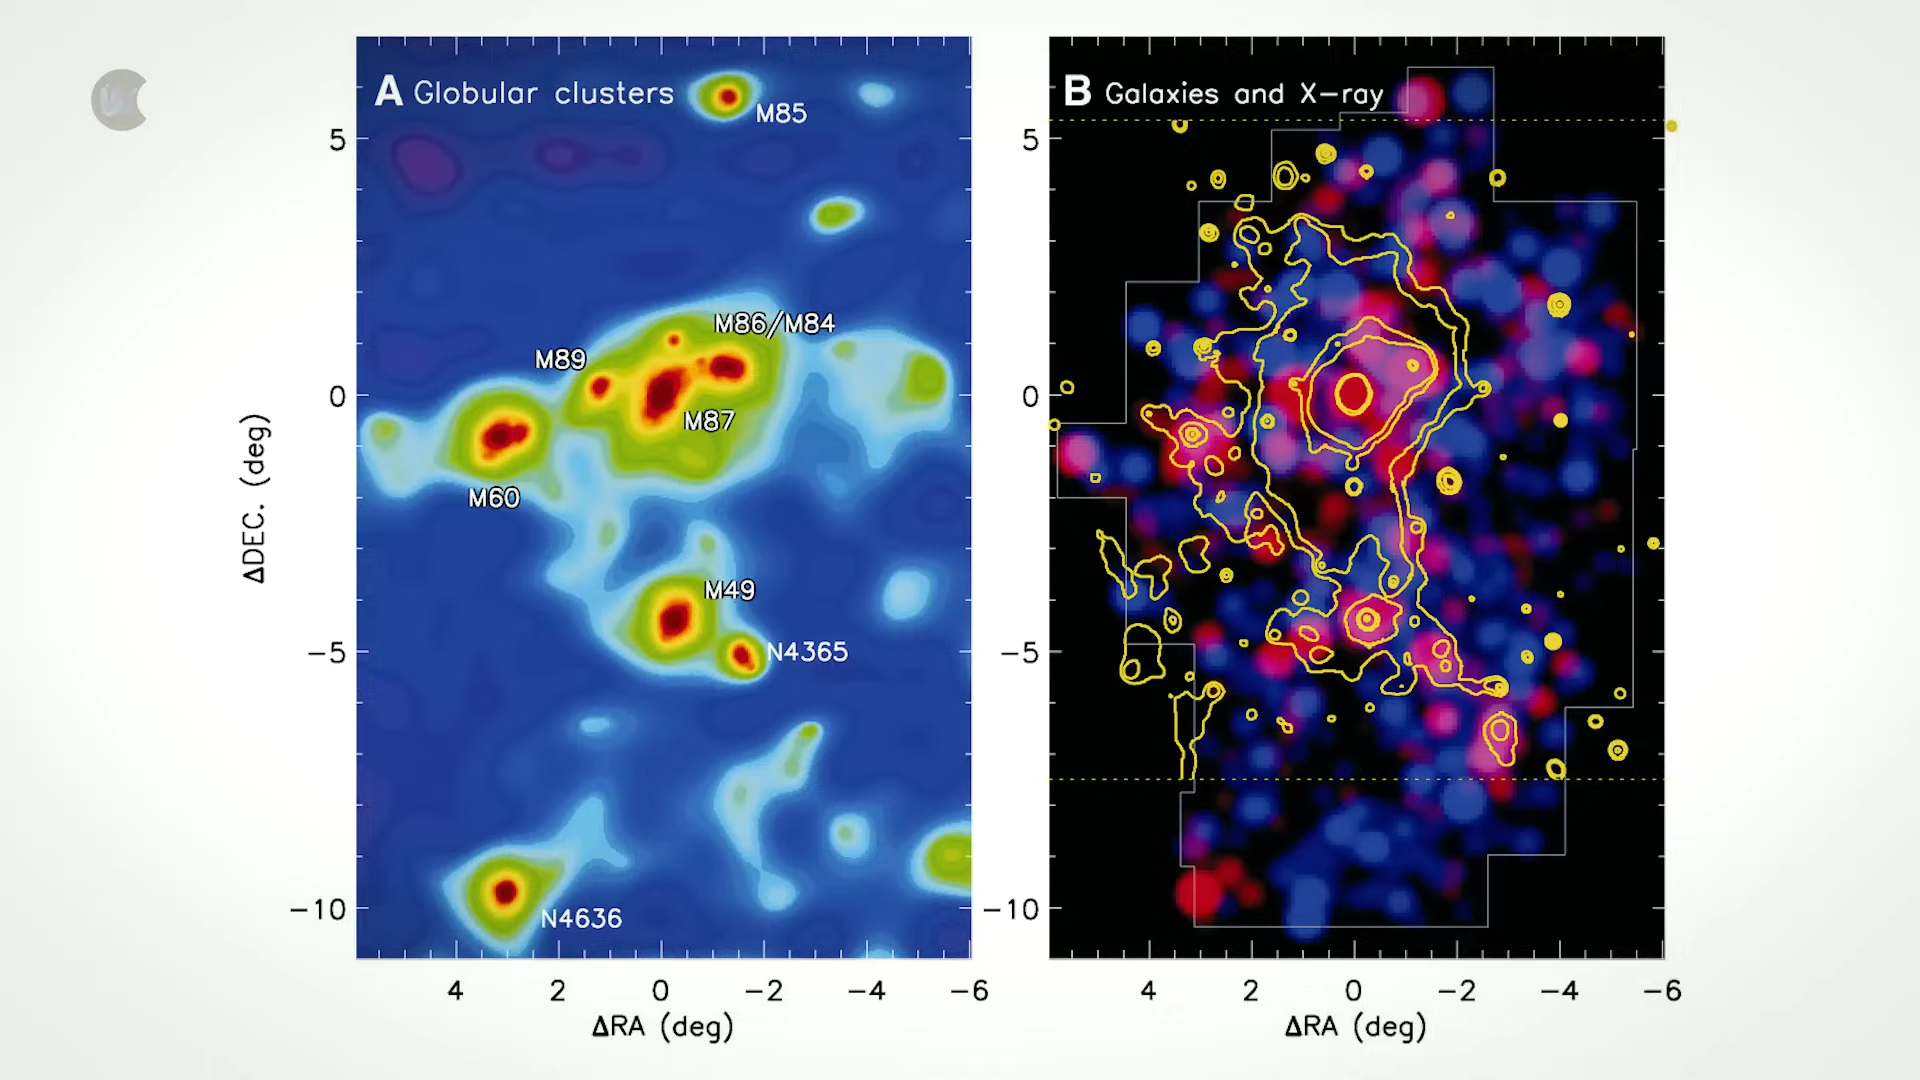 A Globular clusters
M85
M86/M84
M89
M87
M60
M49
N4365
N4636
5
0
−5
−10
ΔDEC. (deg)
4 2 0 −2 −4 −6
ΔRA (deg)
B Galaxies and X−ray
5
0
−5
−10
4 2 0 −2 −4 −6
ΔRA (deg)